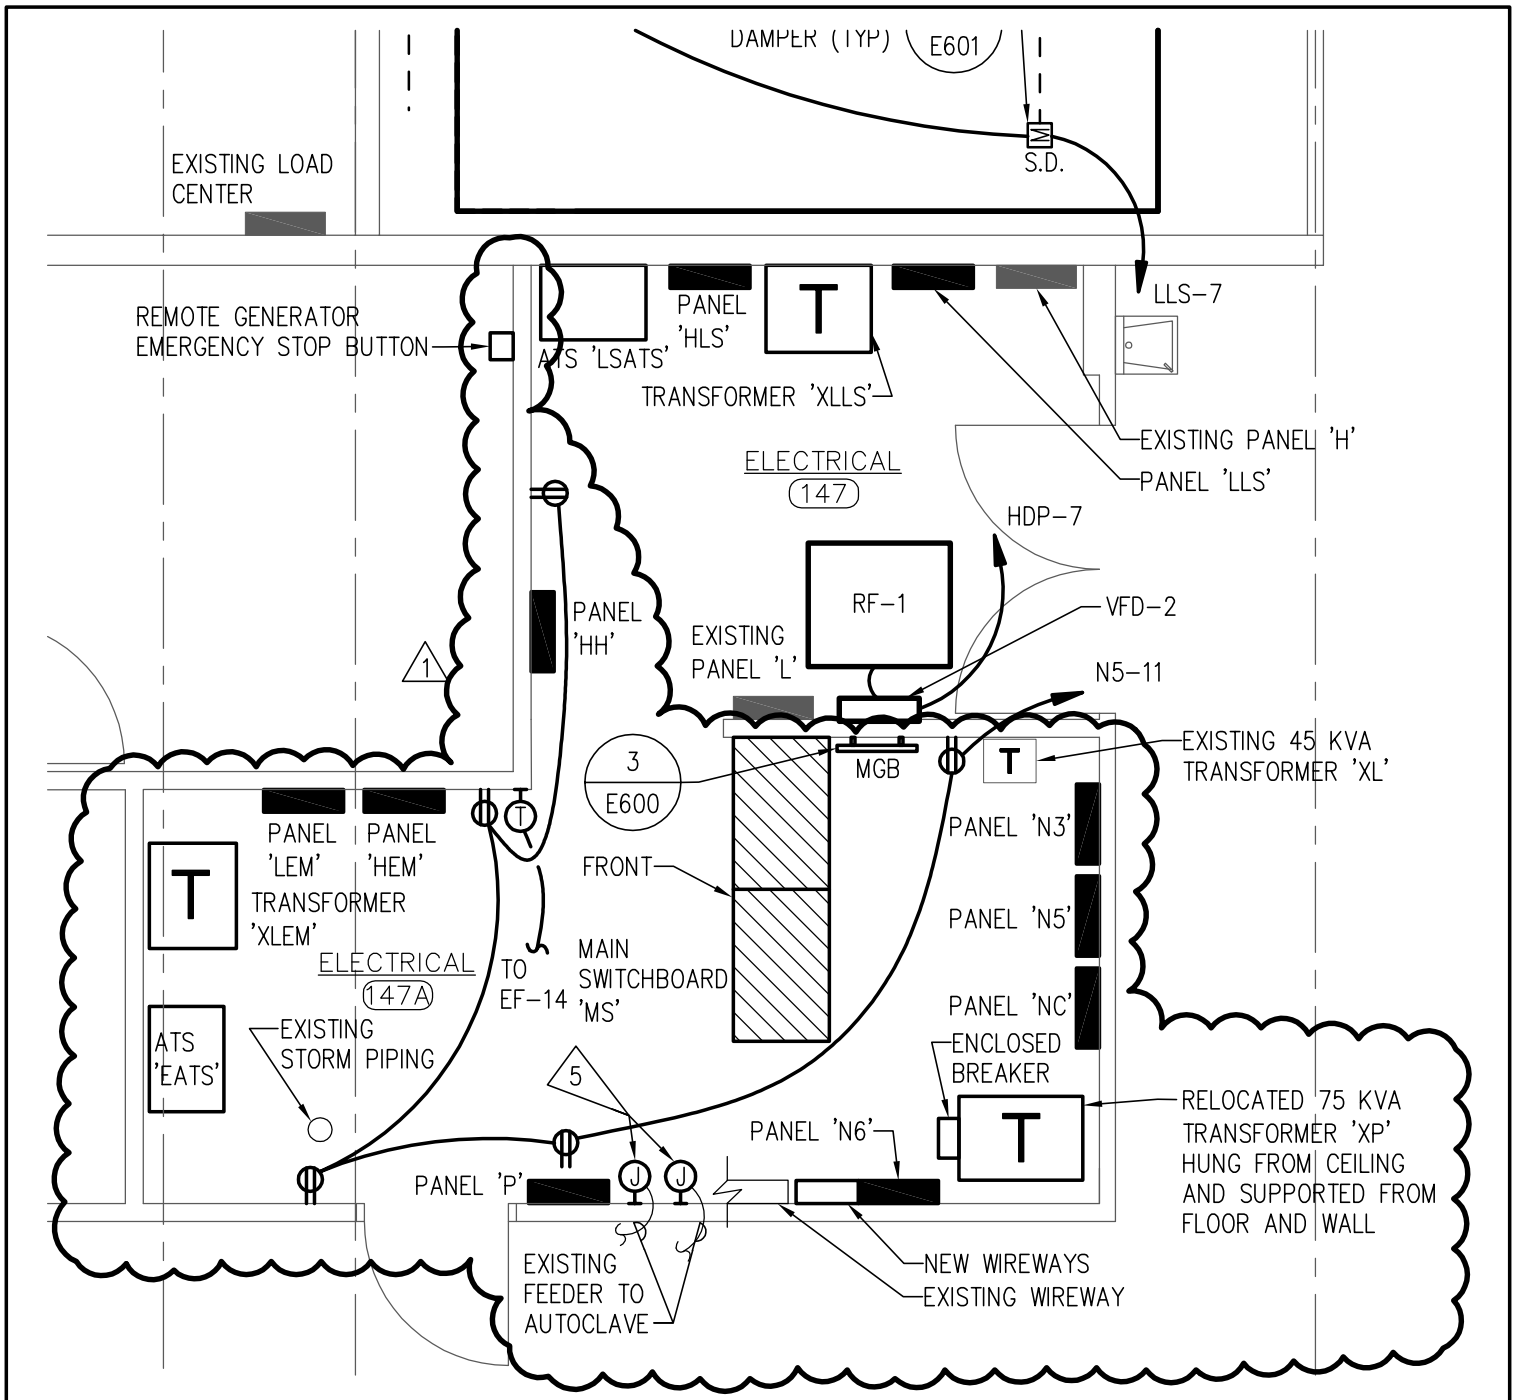 DAMPER (TYP)
E601
M
S.D.
EXISTING LOAD
CENTER
LLS-7
REMOTE GENERATOR
EMERGENCY STOP BUTTON
ATS 'LSATS'
PANEL
'HLS'
T
TRANSFORMER 'XLLS'
EXISTING PANEL 'H'
PANEL 'LLS'
ELECTRICAL
147
HDP-7
RF-1
VFD-2
PANEL
'HH'
EXISTING
PANEL 'L'
1
N5-11
3
E600
MGB
T
EXISTING 45 KVA
TRANSFORMER 'XL'
PANEL
'LEM'
PANEL
'HEM'
T
PANEL 'N3'
FRONT
T
TRANSFORMER
'XLEM'
PANEL 'N5'
ELECTRICAL
147A
TO
EF-14
MAIN
SWITCHBOARD
'MS'
PANEL 'NC'
ATS
'EATS'
EXISTING
STORM PIPING
5
ENCLOSED
BREAKER
T
RELOCATED 75 KVA
TRANSFORMER 'XP'
HUNG FROM CEILING
AND SUPPORTED FROM
FLOOR AND WALL
PANEL 'N6'
PANEL 'P'
J
J
EXISTING
FEEDER TO
AUTOCLAVE
NEW WIREWAYS
EXISTING WIREWAY